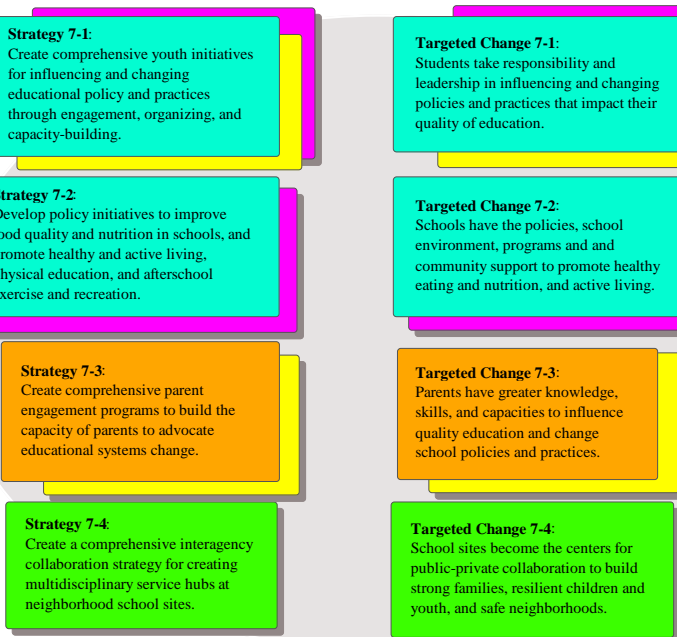 Strategy 7-1:
Create comprehensive youth initiatives
for influencing and changing
educational policy and practices
through engagement, organizing, and
capacity-building.
Strategy 7-2:
Develop policy initiatives to improve
food quality and nutrition in schools, and
promote healthy and active living,
physical education, and afterschool
exercise and recreation.
Strategy 7-3:
Create comprehensive parent
engagement programs to build the
capacity of parents to advocate
educational systems change.
Strategy 7-4:
Create a comprehensive interagency
collaboration strategy for creating
multidisciplinary service hubs at
neighborhood school sites.
Targeted Change 7-1:
Students take responsibility and
leadership in influencing and changing
policies and practices that impact their
quality of education.
Targeted Change 7-2:
Schools have the policies, school
environment, programs and and
community support to promote healthy
eating and nutrition, and active living.
Targeted Change 7-3:
Parents have greater knowledge,
skills, and capacities to influence
quality education and change
school policies and practices.
Targeted Change 7-4:
School sites become the centers for
public-private collaboration to build
strong families, resilient children and
youth, and safe neighborhoods.